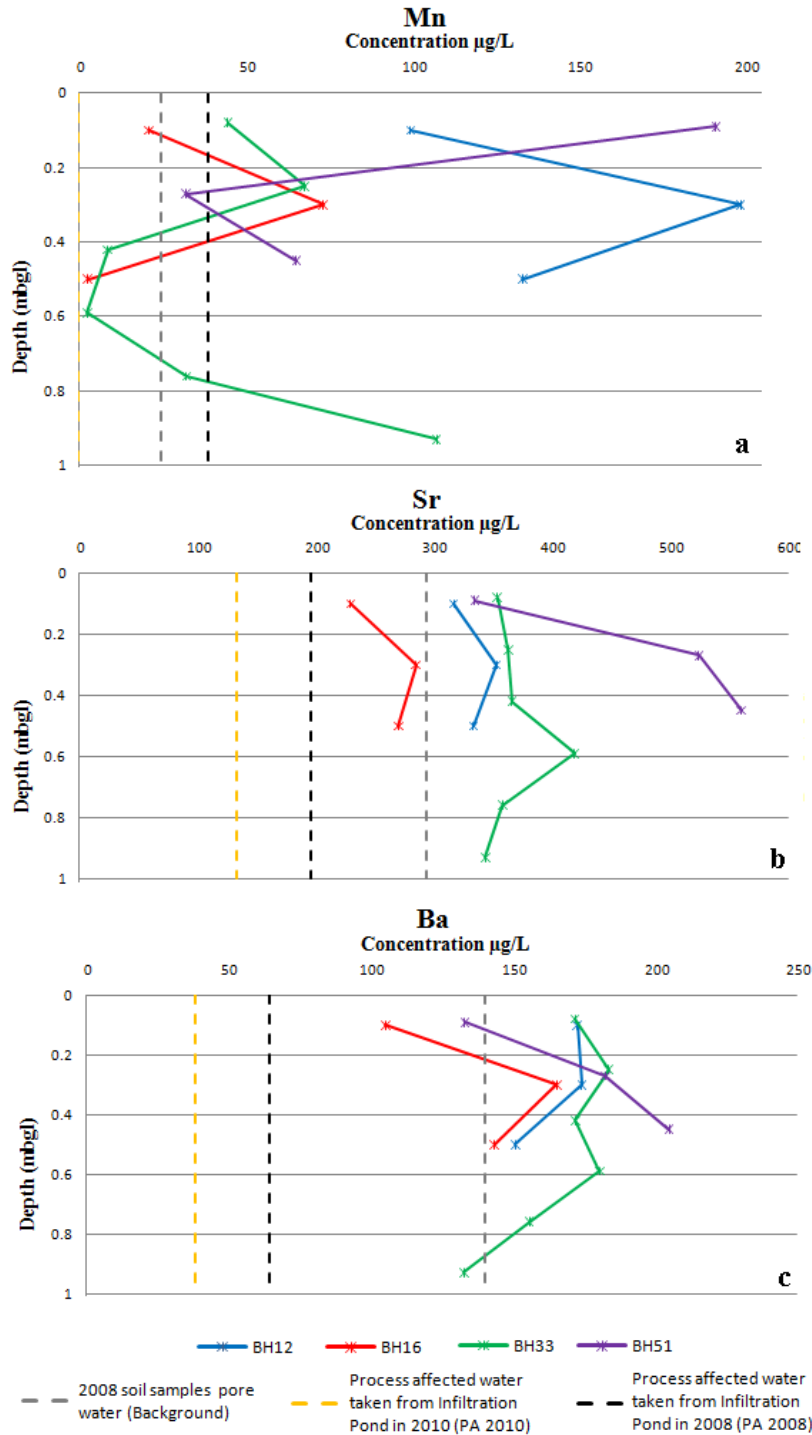 Mn
Concentration µg/L
0 50 100 150 200
0
0.2
0.4
0.6
0.8
1
Depth (mbgl)
a
Sr
Concentration µg/L
0 100 200 300 400 500 600
0
0.2
0.4
0.6
0.8
1
Depth (mbgl)
b
Ba
Concentration µg/L
0 50 100 150 200 250
0
0.2
0.4
0.6
0.8
1
Depth (mbgl)
c
BH12 BH16 BH33 BH51
2008 soil samples pore
water (Background)
Process affected water
taken from Infiltration
Pond in 2010 (PA 2010)
Process affected water
taken from Infiltration
Pond in 2008 (PA 2008)